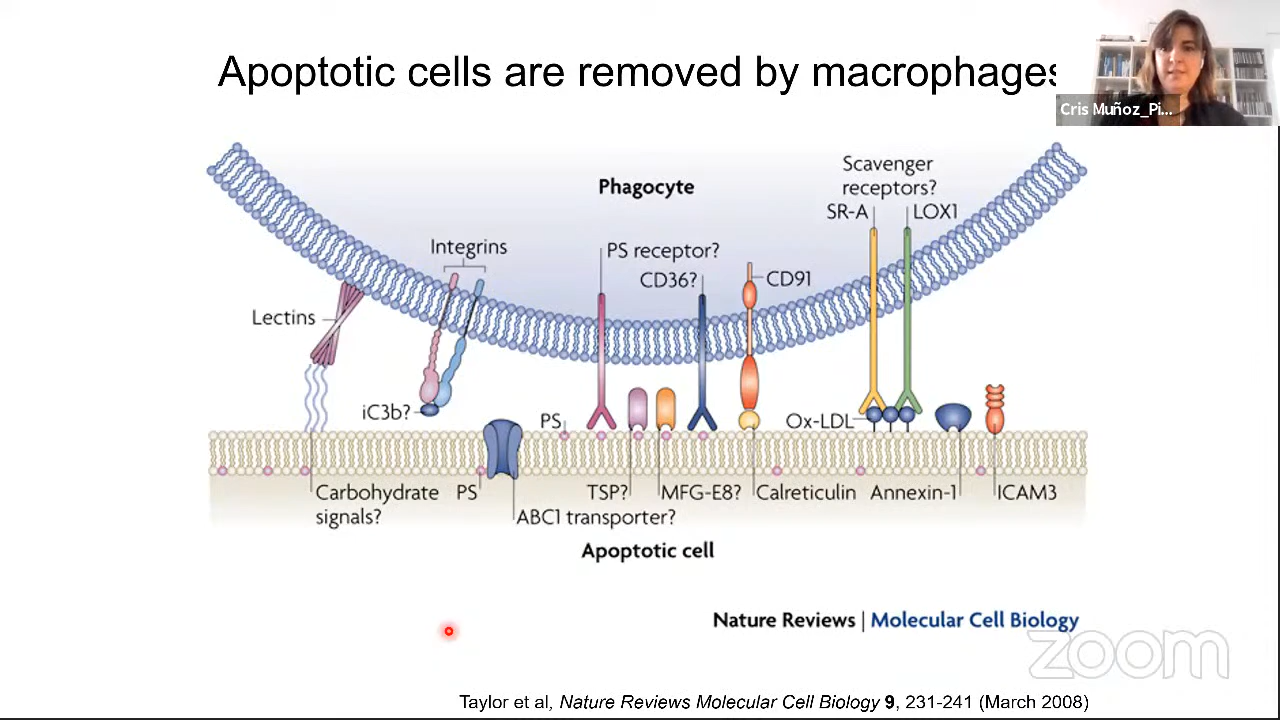 Apoptotic cells are removed by macrophages
Cris Muñoz_Pi...
Phagocyte
Scavenger
receptors?
SR-A
LOX1
Integrins
PS receptor?
CD36?
CD91
Lectins
iC3b?
PS
Ox-LDL
Carbohydrate
signals?
PS
ABC1 transporter?
TSP?
MFG-E8?
Calreticulin
Annexin-1
ICAM3
Apoptotic cell
Nature Reviews | Molecular Cell Biology
zoom
Taylor et al, Nature Reviews Molecular Cell Biology 9, 231-241 (March 2008)